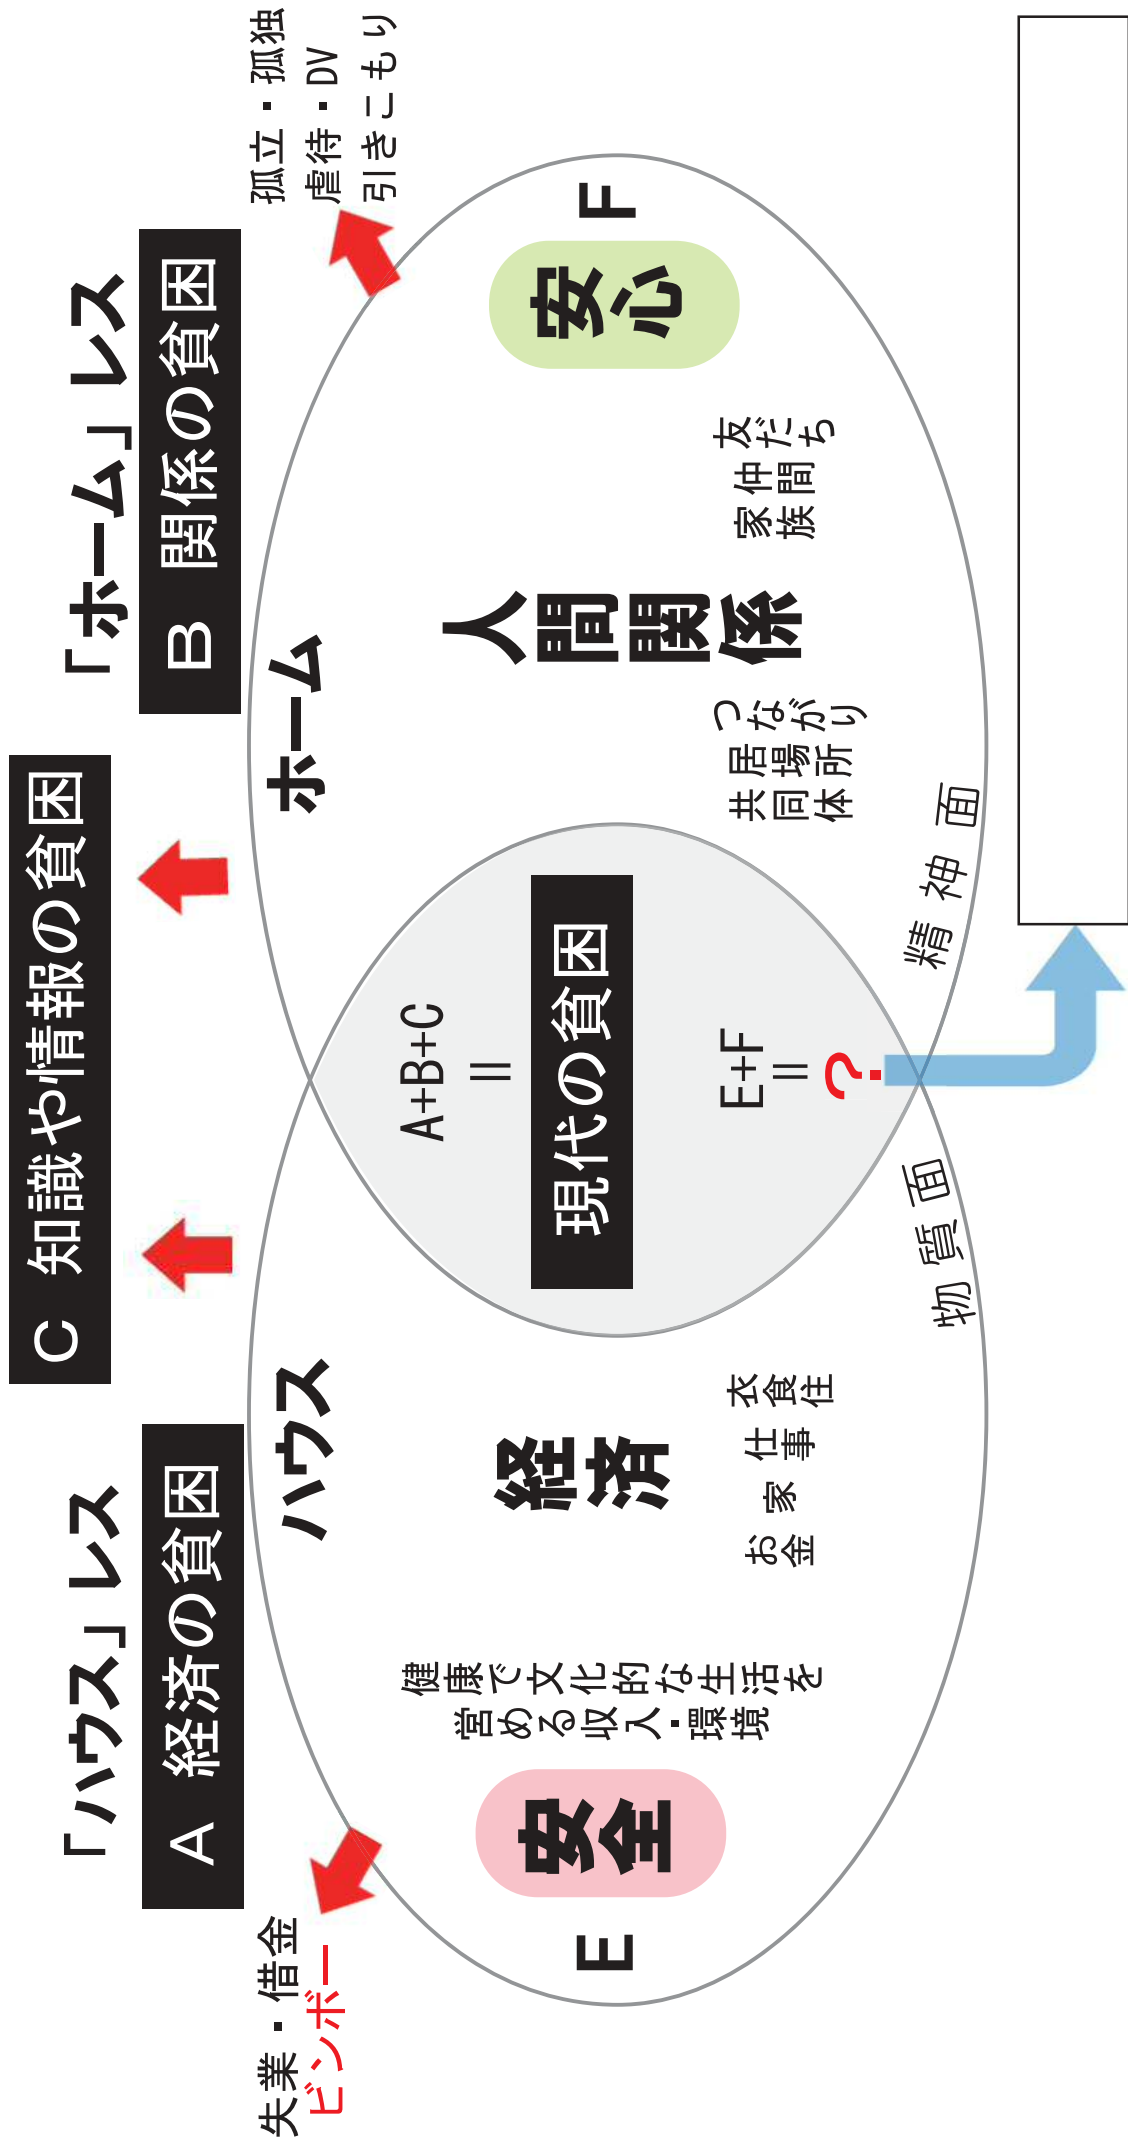 C　知識や情報の貧困
「ハウス」レス
A　経済の貧困
「ホーム」レス
B　関係の貧困
失業・借金
ビンボー
孤立・孤独
虐待・DV
引きこもり
ハウス
ホーム
E
安全
健康で文化的な生活を
営める収入・環境
経済
お金
家
仕事
衣食住
物質面
A+B+C
=
現代の貧困
E+F
=
?
人間関係
共同体
居場所
つながり
家族
仲間
友だち
安心
F
精神面